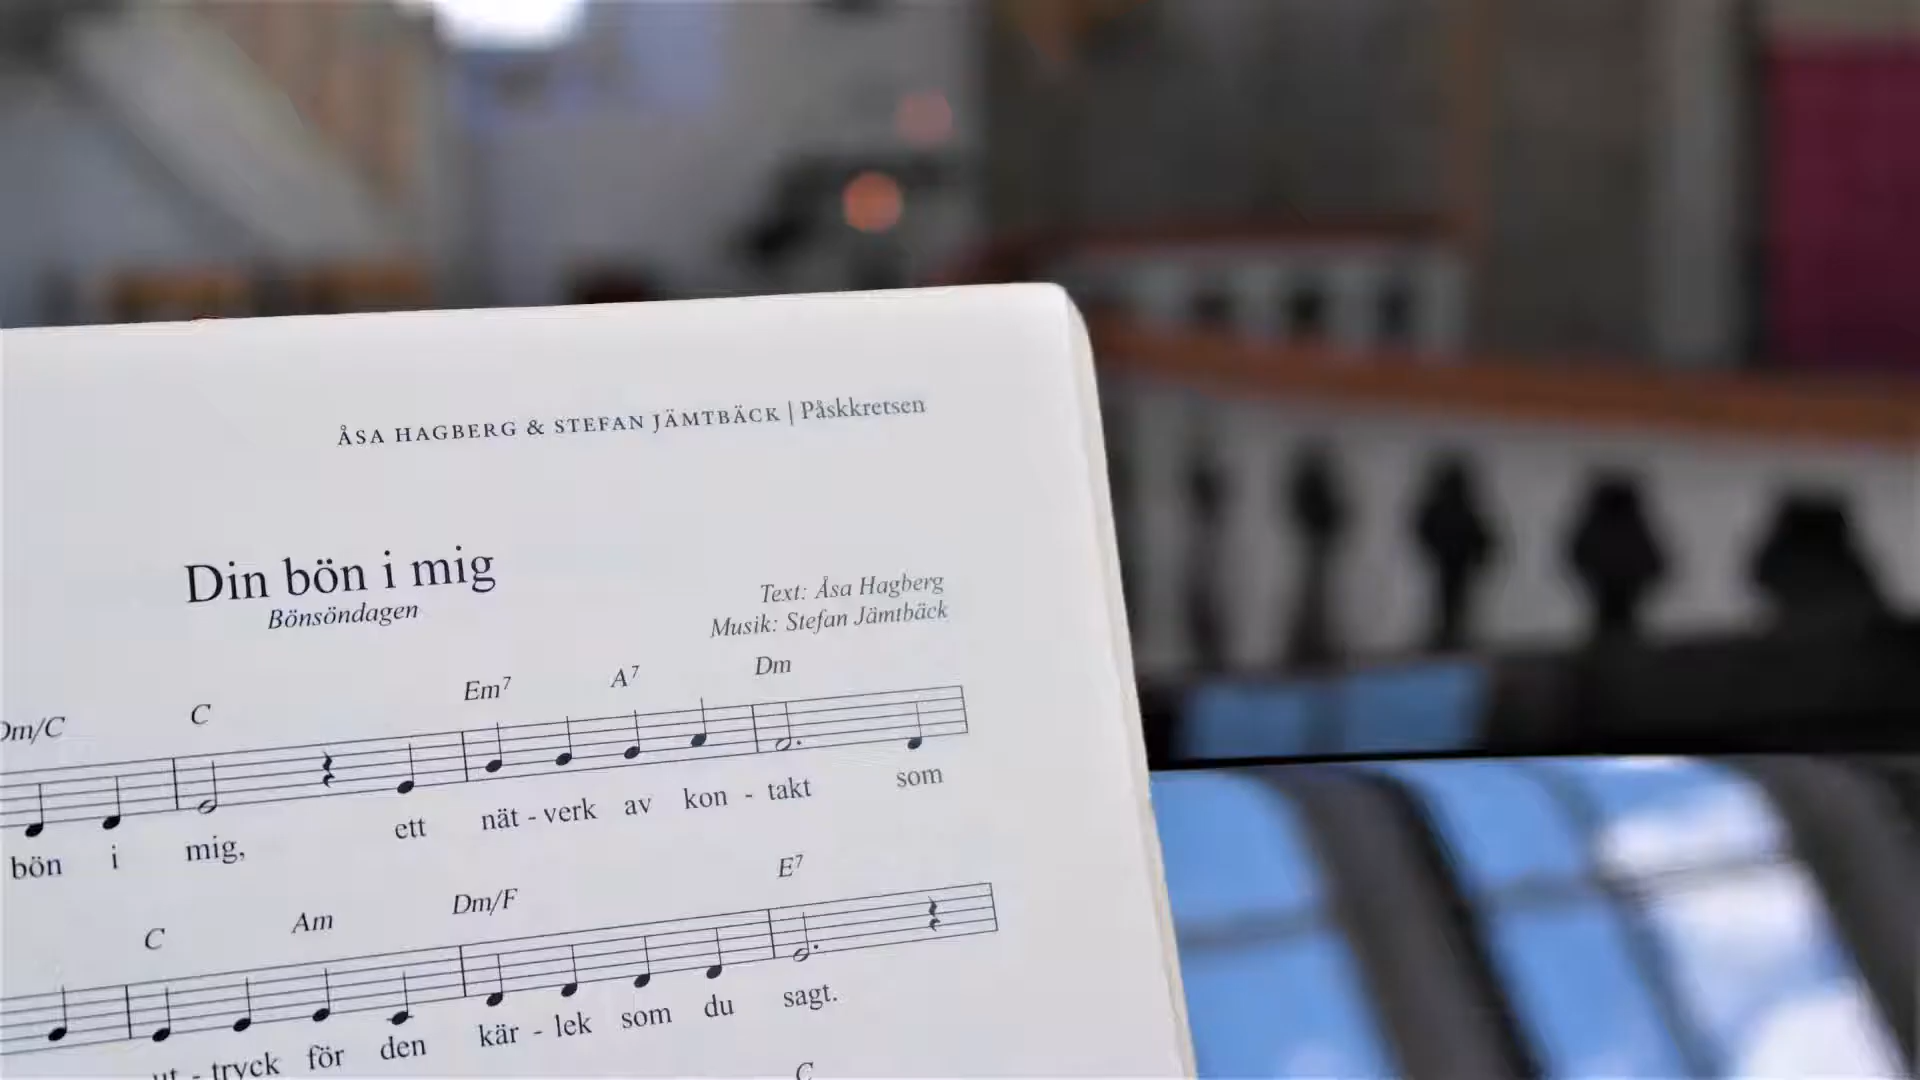 ÅSA HAGBERG & STEFAN JÄMTBÄCK | Påskkretsen
Din bön i mig
Bönsöndagen
Text: Åsa Hagberg
Musik: Stefan Jämtbäck
Dm/C C Em7 A7 Dm
bön i mig, ett nät - verk av kon - takt som
C Am Dm/F E7
ut - tryck för den kär - lek som du sagt.
C